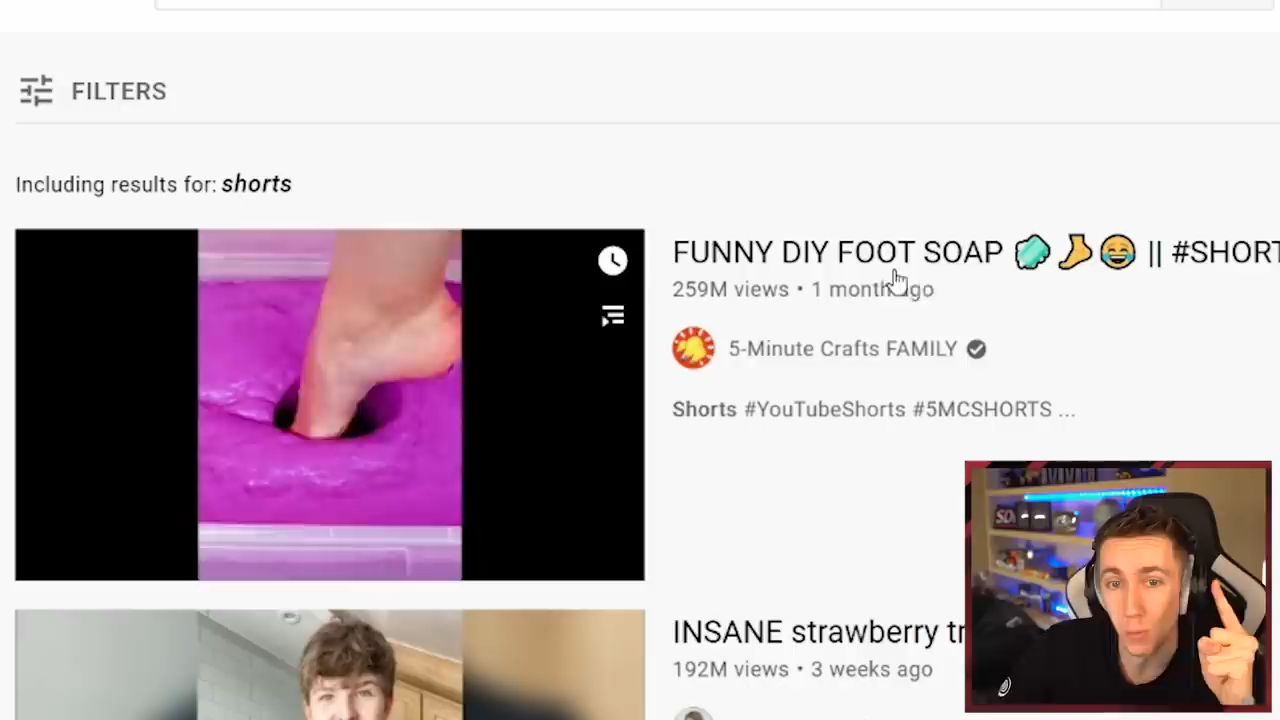 FILTERS
Including results for: shorts
FUNNY DIY FOOT SOAP 🧼🦶😂 || #SHORT
259M views • 1 month ago
5-Minute Crafts FAMILY
Shorts #YouTubeShorts #5MCSHORTS ...
INSANE strawberry tr
192M views • 3 weeks ago